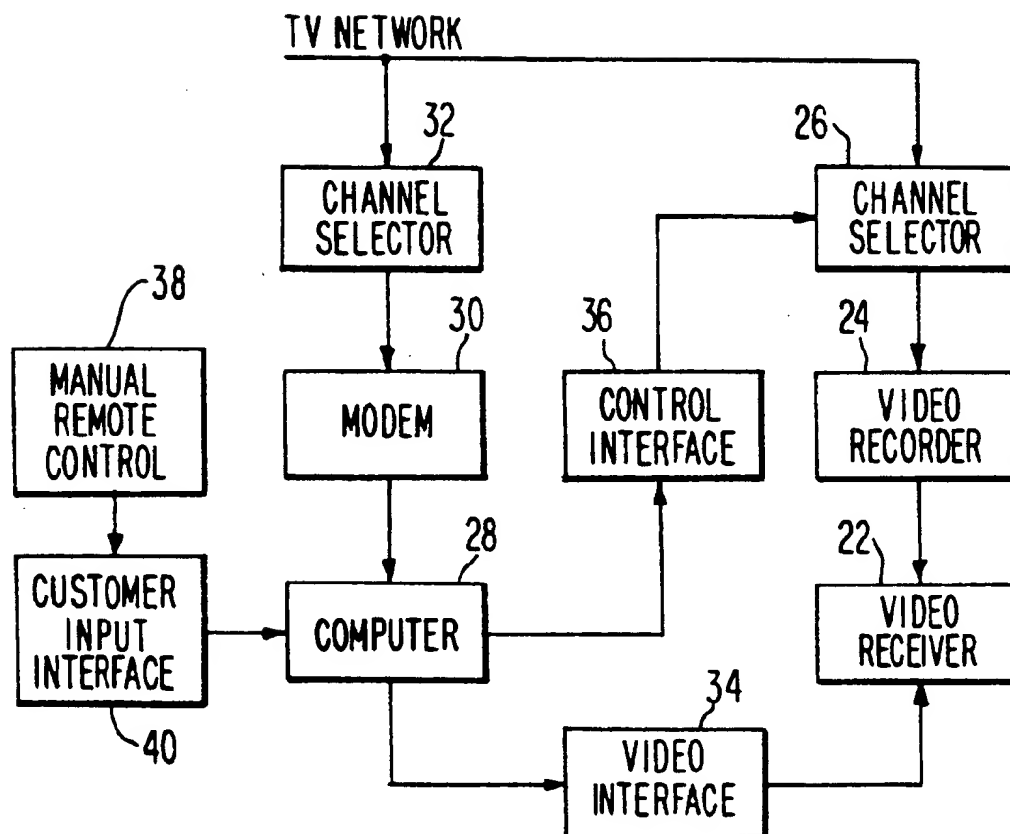 TV NETWORK
32
26
CHANNEL
SELECTOR
CHANNEL
SELECTOR
38
30
36
24
MANUAL
REMOTE
CONTROL
MODEM
CONTROL
INTERFACE
VIDEO
RECORDER
28
22
CUSTOMER
INPUT
INTERFACE
COMPUTER
VIDEO
RECEIVER
40
34
VIDEO
INTERFACE